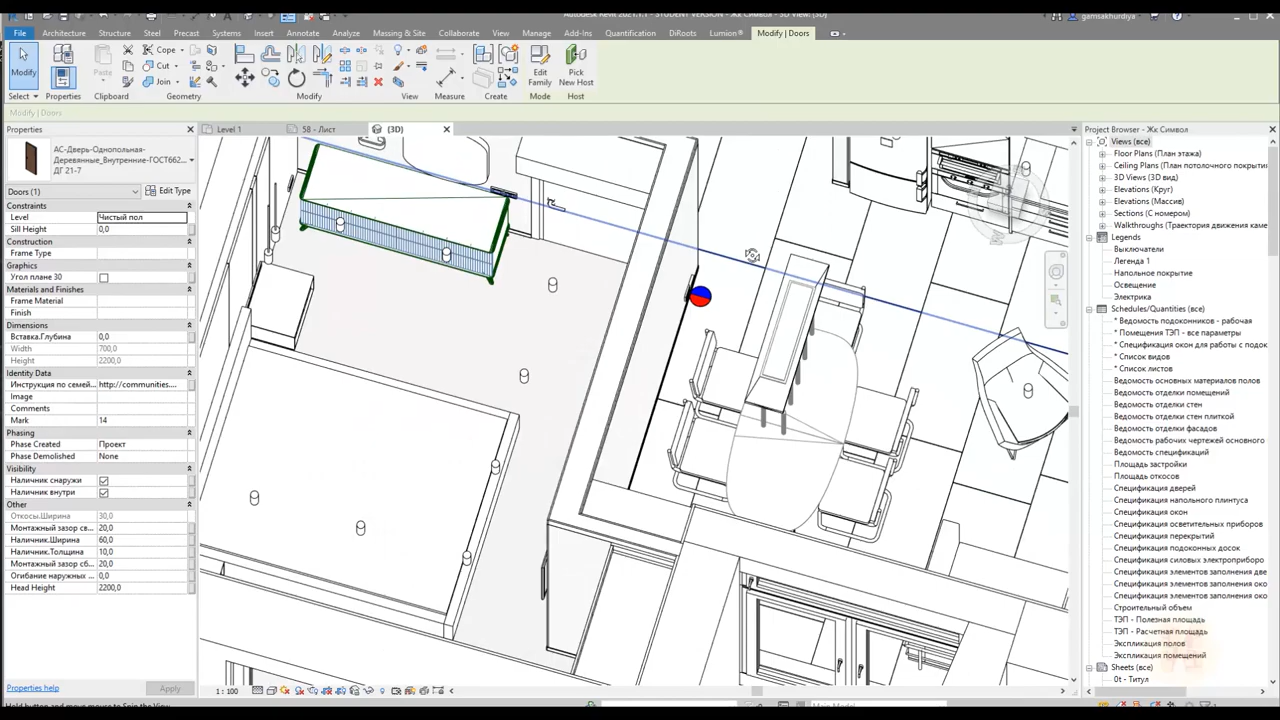 Autodesk Revit 2021.1.1 - STUDENT VERSION - Жк Символ - 3D View: {3D}
gamsakhurdiya
File Architecture Structure Steel Precast Systems Insert Annotate Analyze Massing & Site Collaborate View Manage Add-Ins Quantification DiRoots Lumion® Modify | Doors
Modify
Properties
Paste
Cope
Cut
Join
Edit Family
Pick New Host
Select Properties Clipboard Geometry Modify View Measure Create Mode Host
Modify | Doors
Properties
Level 1
58 - Лист
{3D}
Project Browser - Жк Символ
АС-Дверь-Однопольная-
Деревянные_Внутренние-ГОСТ662...
ДГ 21-7
Doors (1)
Edit Type
Constraints
Level Чистый пол
Sill Height 0,0
Construction
Frame Type
Graphics
Угол плане 30
Materials and Finishes
Frame Material
Finish
Dimensions
Вставка.Глубина 0,0
Width 700,0
Height 2200,0
Identity Data
Инструкция по семей... http://communities....
Image
Comments
Mark 14
Phasing
Phase Created Проект
Phase Demolished None
Visibility
Наличник снаружи
Наличник внутри
Other
Откосы.Ширина 30,0
Монтажный зазор св... 20,0
Наличник.Ширина 60,0
Наличник.Толщина 10,0
Монтажный зазор сб... 20,0
Огибание наружных ... 0,0
Head Height 2200,0
Properties help
Apply
Views (все)
Floor Plans (План этажа)
Ceiling Plans (План потолочного покрыти
3D Views (3D вид)
Elevations (Круг)
Elevations (Массив)
Sections (С номером)
Walkthroughs (Траектория движения каме
Legends
Выключатели
Легенда 1
Напольное покрытие
Освещение
Электрика
Schedules/Quantities (все)
* Ведомость подоконников - рабочая
* Помещения ТЭП - все параметры
* Спецификация окон для работы с подок
* Список видов
* Список листов
Ведомость основных материалов полов
Ведомость отделки помещений
Ведомость отделки стен
Ведомость отделки стен плиткой
Ведомость отделки фасадов
Ведомость рабочих чертежей основного
Ведомость спецификаций
Площадь застройки
Площадь откосов
Спецификация дверей
Спецификация напольного плинтуса
Спецификация окон
Спецификация осветительных приборов
Спецификация перекрытий
Спецификация подоконных досок
Спецификация силовых электроприборо
Спецификация элементов заполнения две
Спецификация элементов заполнения око
Спецификация элементов заполнения око
Строительный объем
ТЭП - Полезная площадь
ТЭП - Расчетная площадь
Экспликация полов
Экспликация помещений
Sheets (все)
0t - Титул
1 : 100
Hold button and move mouse to Spin the View.
Main Model